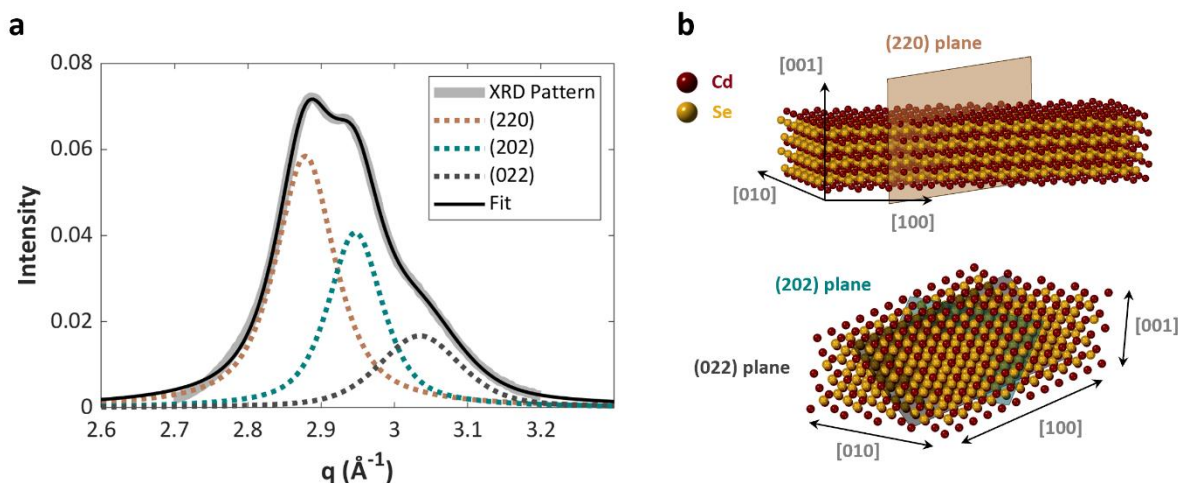 a
0.08
0.06
0.04
0.02
0
2.6 2.7 2.8 2.9 3 3.1 3.2
Intensity
q (Å⁻¹)
XRD Pattern
(220)
(202)
(022)
Fit
b
Cd
Se
(220) plane
[001]
[010]
[100]
(202) plane
(022) plane
[001]
[010]
[100]